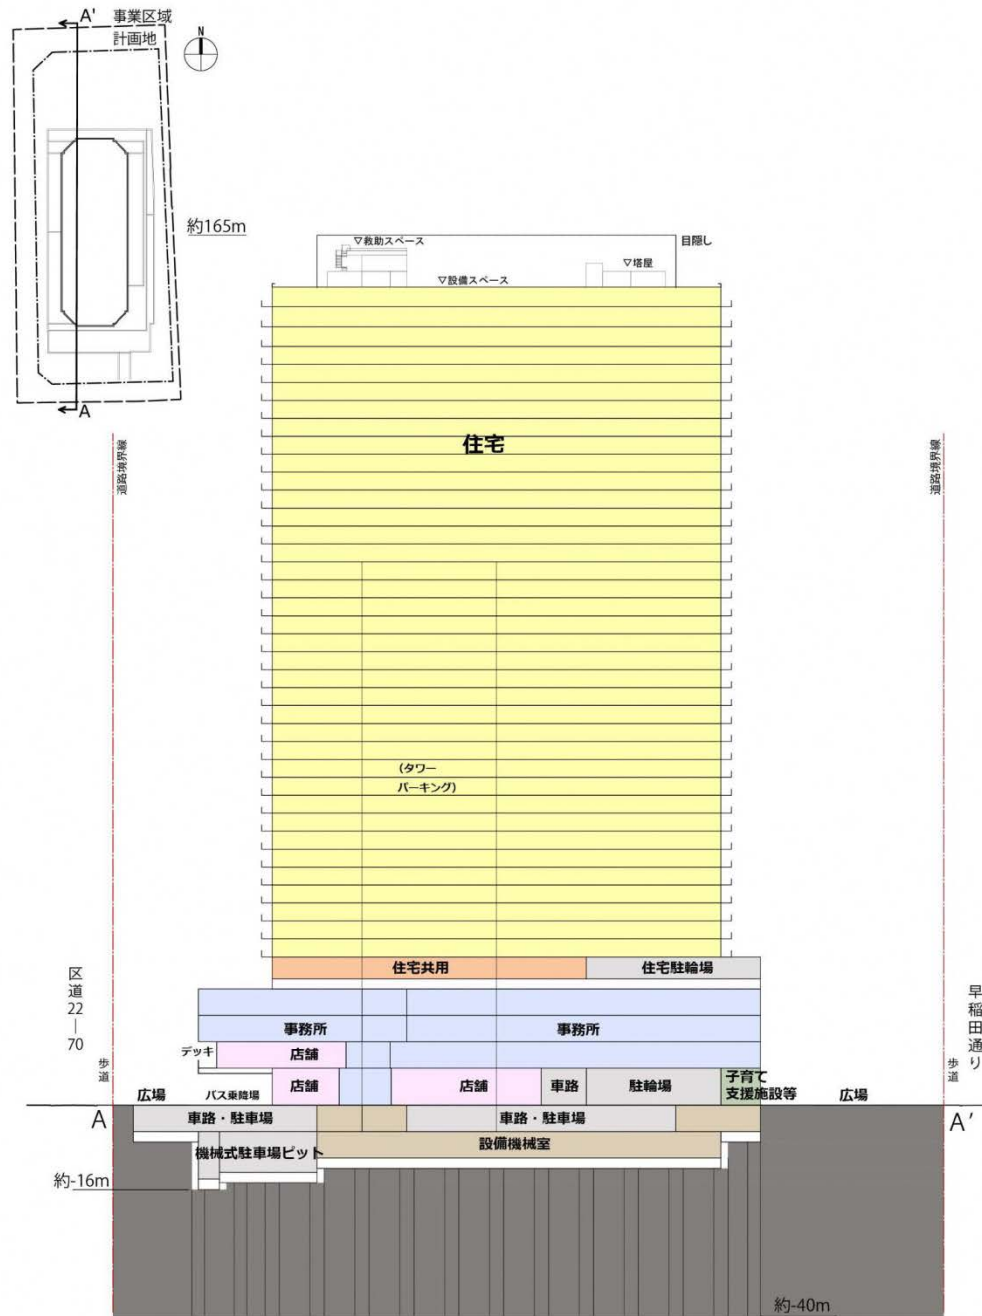 A'
事業区域
計画地
N
A
約165m
▽救助スペース
目隠し
▽塔屋
▽設備スペース
道路境界線
道路境界線
住宅
(タワー
パーキング)
住宅共用
住宅駐輪場
区道22―70
早稲田通り
事務所
事務所
デッキ
店舗
歩道
歩道
広場
バス乗降場
店舗
店舗
車路
駐輪場
子育て
支援施設等
広場
A
A'
車路・駐車場
車路・駐車場
機械式駐車場ピット
設備機械室
約-16m
約-40m